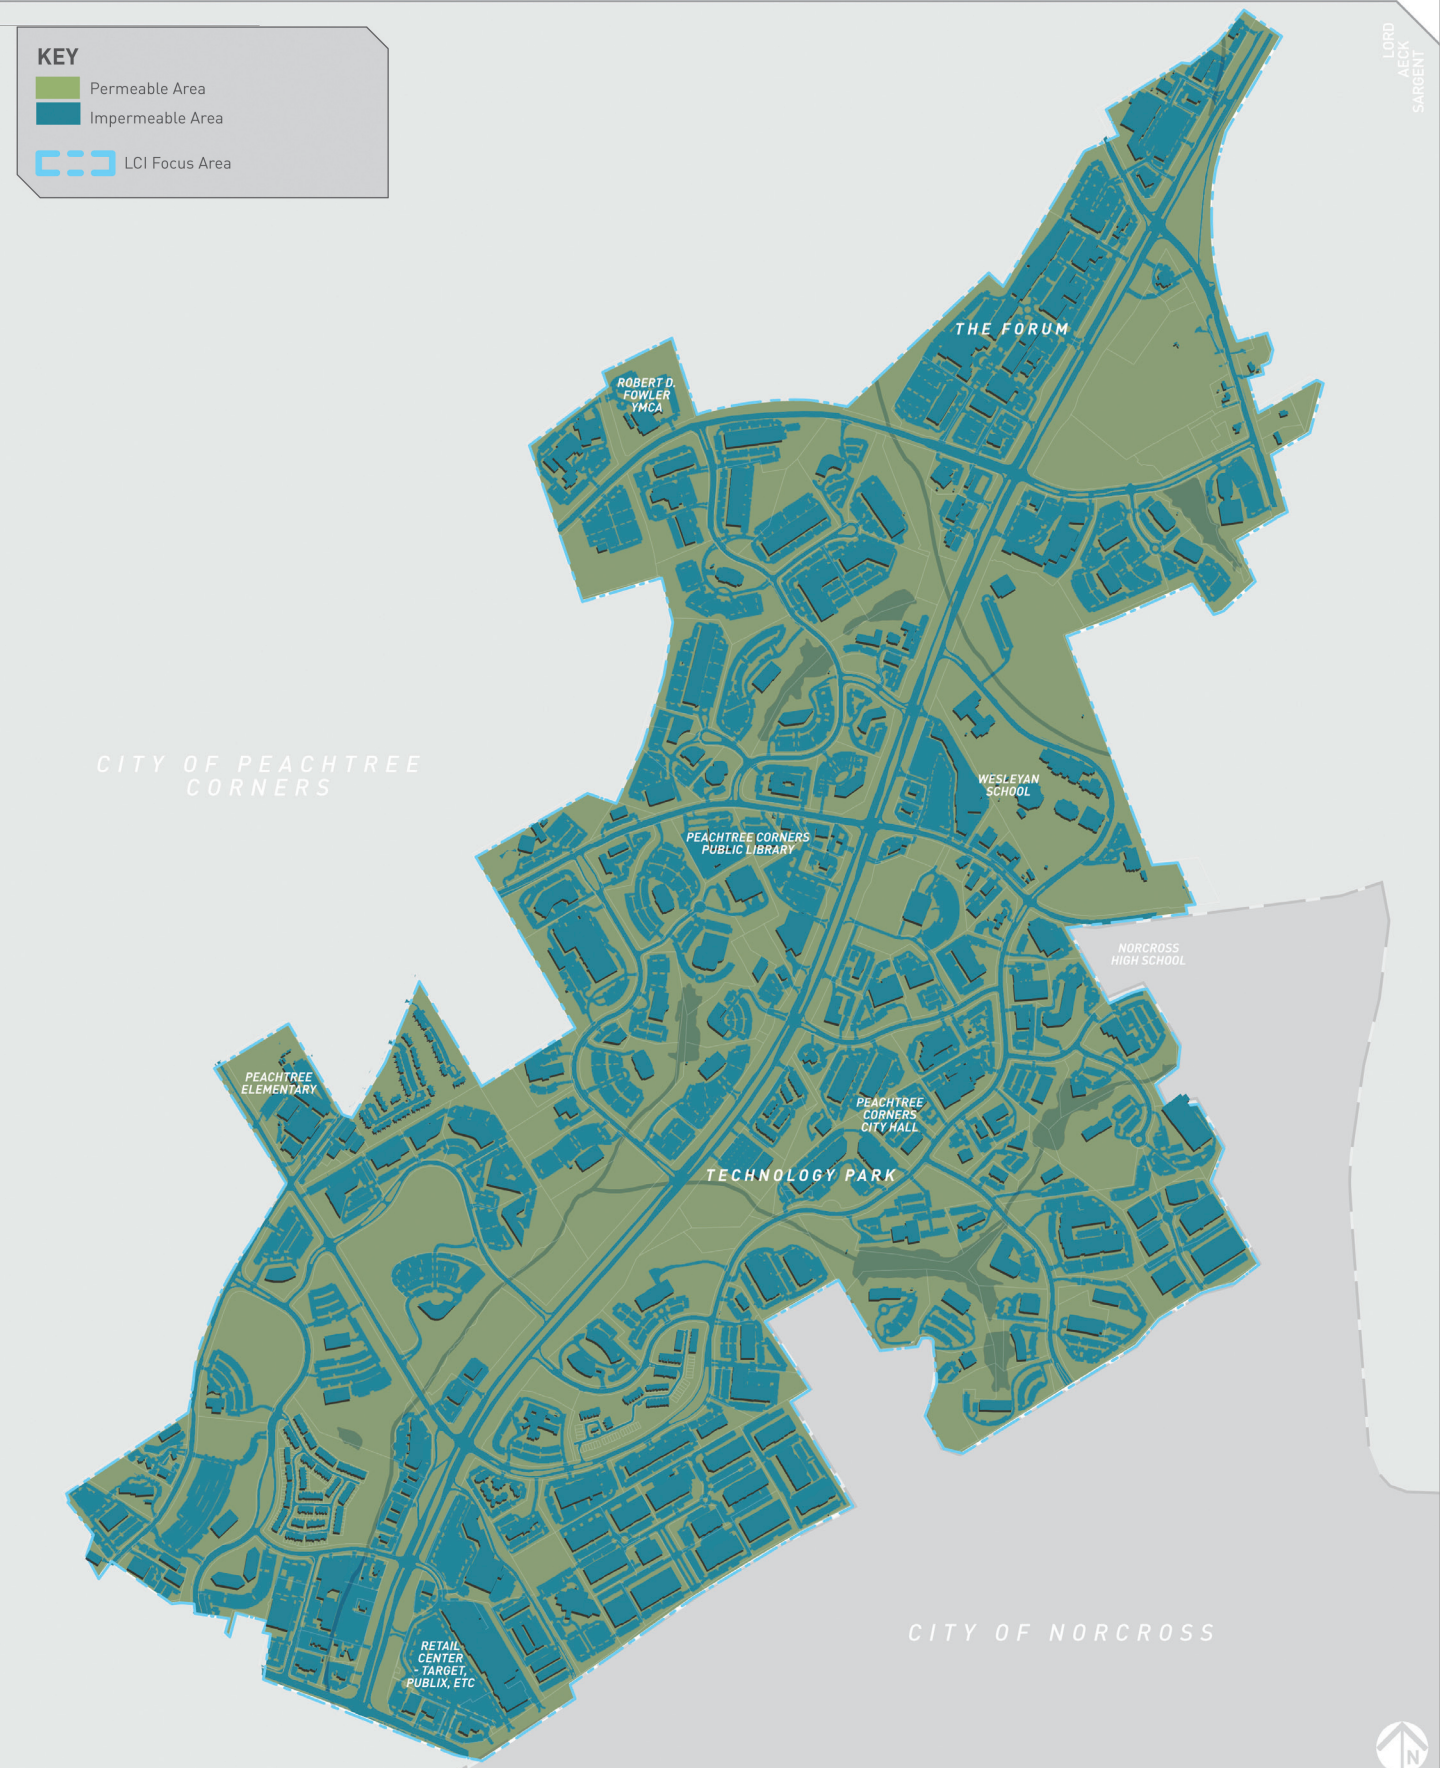 KEY
Permeable Area
Impermeable Area
LCI Focus Area
LORD
AECK
SARGENT
THE FORUM
ROBERT D.
FOWLER
YMCA
CITY OF PEACHTREE
CORNERS
WESLEYAN
SCHOOL
PEACHTREE CORNERS
PUBLIC LIBRARY
NORCROSS
HIGH SCHOOL
PEACHTREE
ELEMENTARY
PEACHTREE
CORNERS
CITY HALL
TECHNOLOGY PARK
CITY OF NORCROSS
RETAIL
CENTER
- TARGET,
PUBLIX, ETC
N